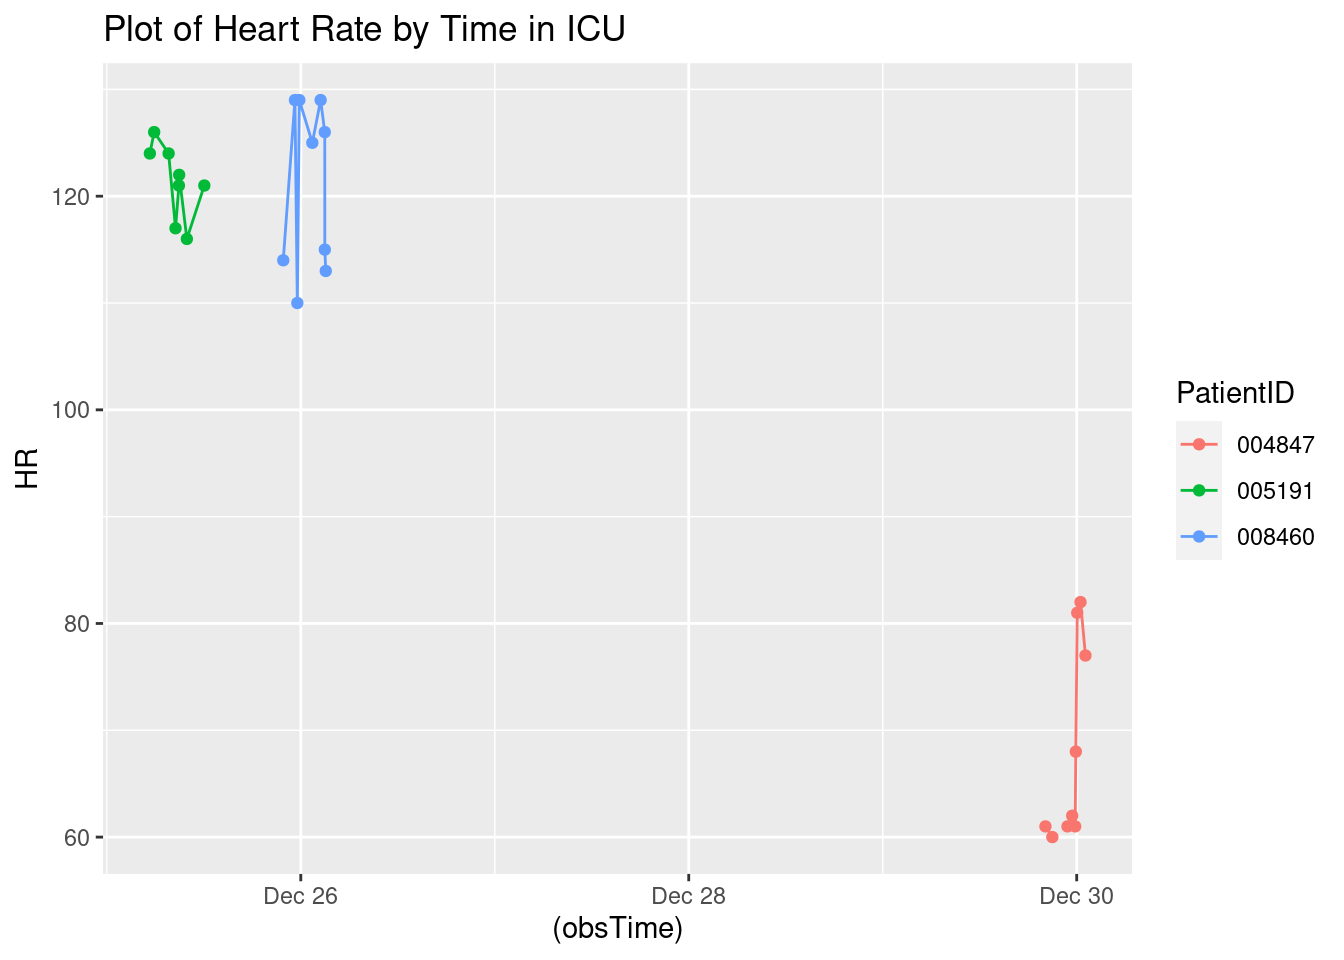 Plot of Heart Rate by Time in ICU
120
100
80
60
HR
Dec 26
Dec 28
Dec 30
(obsTime)
PatientID
004847
005191
008460